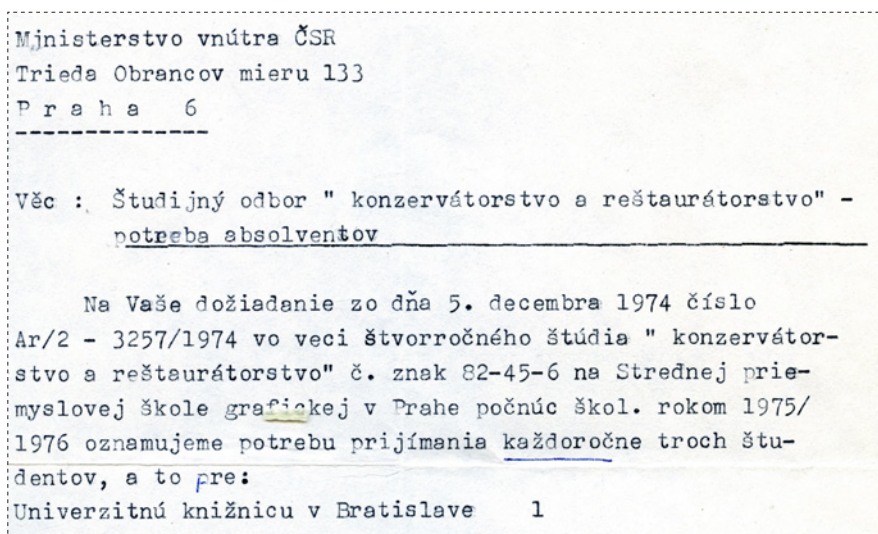 Mjnisterstvo vnútra ČSR
Trieda Obrancov mieru 133
P r a h a   6
--------------
Věc :  Študijný odbor " konzervátorstvo a reštaurátorstvo" -
potreba absolventov
Na Vaše dožiadanie zo dňa 5. decembra 1974 číslo
Ar/2 - 3257/1974 vo veci štvorročného štúdia " konzervátor-
stvo a reštaurátorstvo" č. znak 82-45-6 na Strednej prie-
myslovej škole grafickej v Prahe počnúc škol. rokom 1975/
1976 oznamujeme potrebu prijímania každoročne troch štu-
dentov, a to pre:
Univerzitnú knižnicu v Bratislave   1